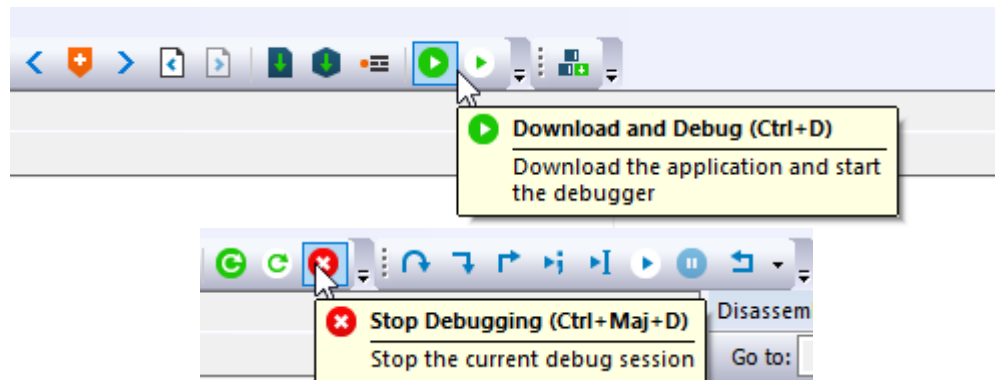 Download and Debug (Ctrl+D)
Download the application and start
the debugger
Stop Debugging (Ctrl+Maj+D)
Stop the current debug session
Disassem
Go to: